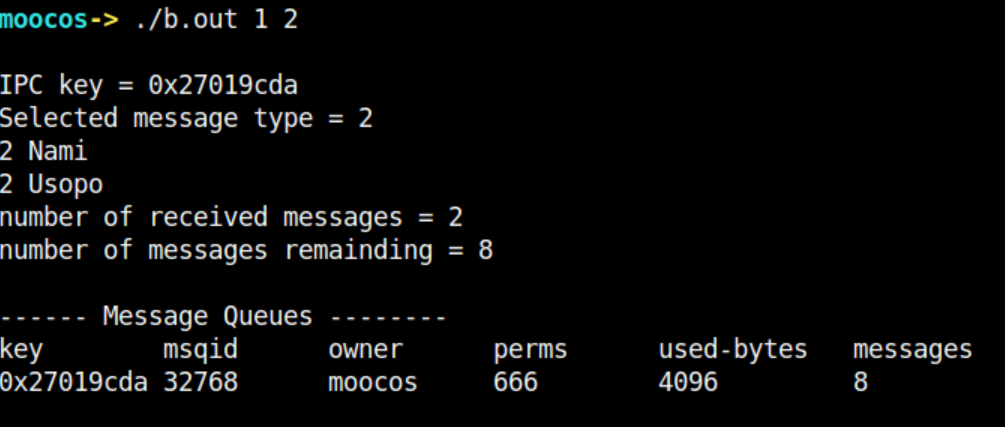 moocos-> ./b.out 1 2
IPC key = 0x27019cda
Selected message type = 2
2 Nami
2 Usopo
number of received messages = 2
number of messages remainding = 8
------ Message Queues --------
key msqid owner perms used-bytes messages
0x27019cda 32768 moocos 666 4096 8